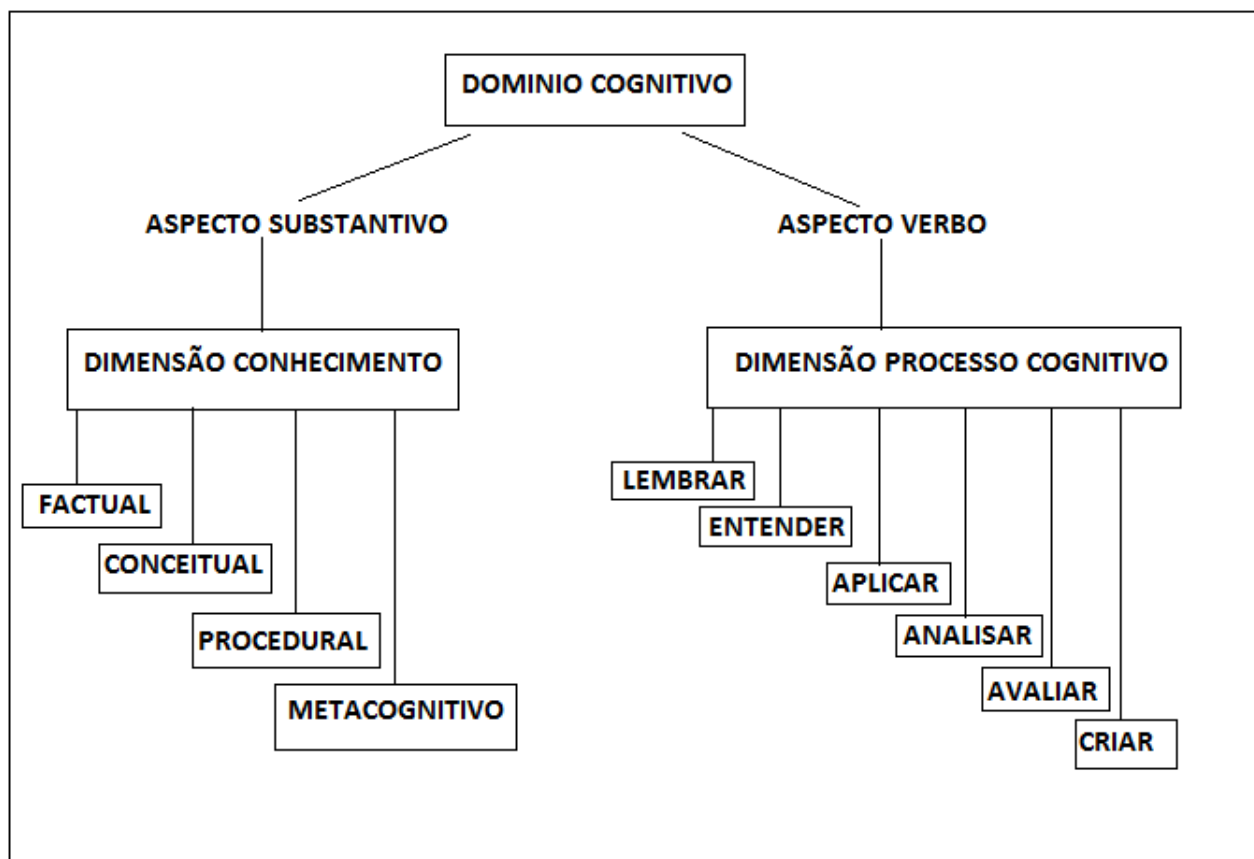 DOMINIO COGNITIVO
ASPECTO SUBSTANTIVO
ASPECTO VERBO
DIMENSÃO CONHECIMENTO
DIMENSÃO PROCESSO COGNITIVO
FACTUAL
CONCEITUAL
PROCEDURAL
METACOGNITIVO
LEMBRAR
ENTENDER
APLICAR
ANALISAR
AVALIAR
CRIAR